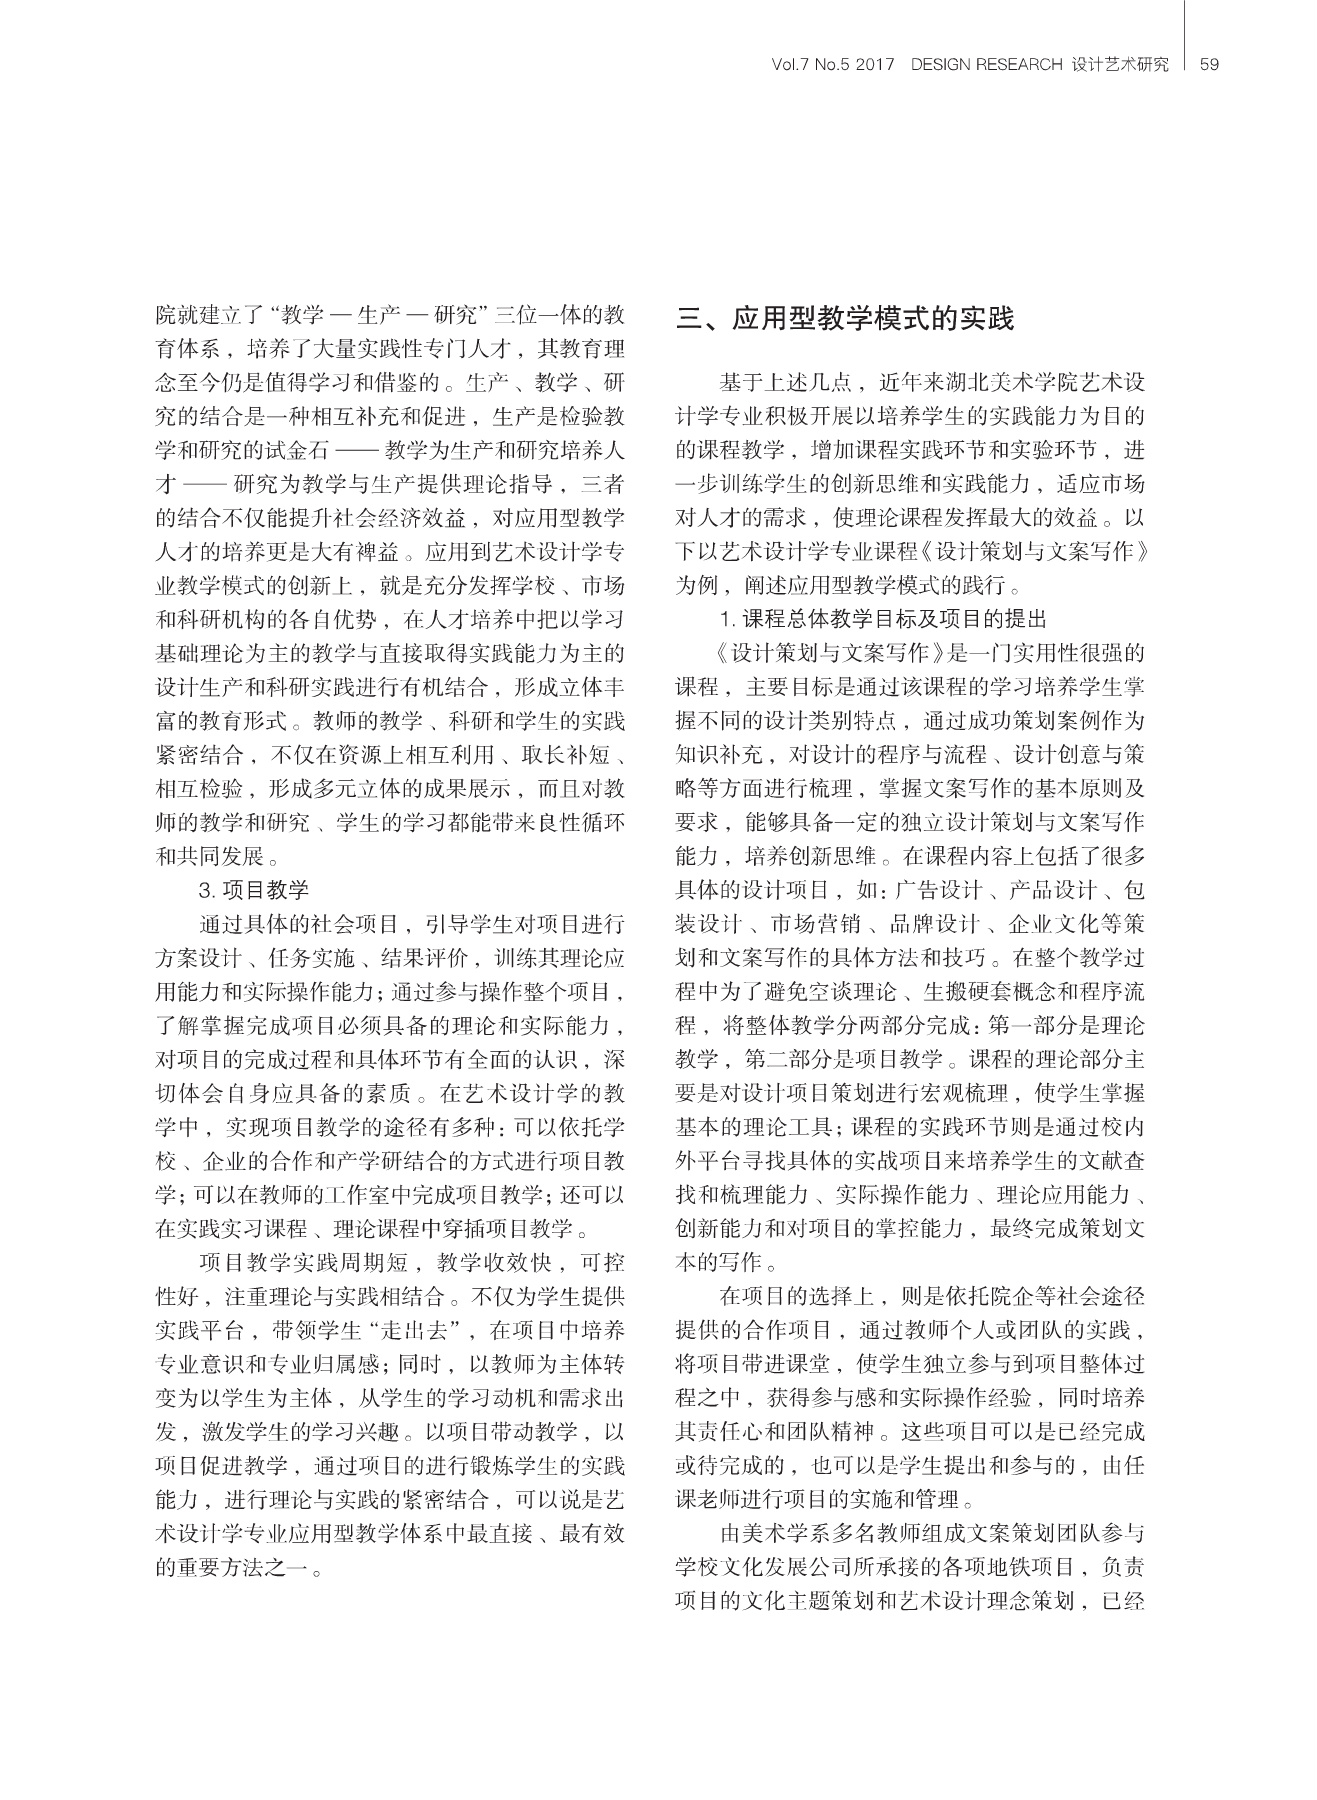 Vol.7 No.5 2017 DESIGN RESEARCH 设计艺术研究 59
院就建立了“教学 — 生产 — 研究”三位一体的教
育体系，培养了大量实践性专门人才，其教育理
念至今仍是值得学习和借鉴的。生产、教学、研
究的结合是一种相互补充和促进，生产是检验教
学和研究的试金石 —— 教学为生产和研究培养人
才 —— 研究为教学与生产提供理论指导，三者
的结合不仅能提升社会经济效益，对应用型教学
人才的培养更是大有裨益。应用到艺术设计学专
业教学模式的创新上，就是充分发挥学校、市场
和科研机构的各自优势，在人才培养中把以学习
基础理论为主的教学与直接取得实践能力为主的
设计生产和科研实践进行有机结合，形成立体丰
富的教育形式。教师的教学、科研和学生的实践
紧密结合，不仅在资源上相互利用、取长补短、
相互检验，形成多元立体的成果展示，而且对教
师的教学和研究、学生的学习都能带来良性循环
和共同发展。
3. 项目教学
通过具体的社会项目，引导学生对项目进行
方案设计、任务实施、结果评价，训练其理论应
用能力和实际操作能力；通过参与操作整个项目，
了解掌握完成项目必须具备的理论和实际能力，
对项目的完成过程和具体环节有全面的认识，深
切体会自身应具备的素质。在艺术设计学的教
学中，实现项目教学的途径有多种：可以依托学
校、企业的合作和产学研结合的方式进行项目教
学；可以在教师的工作室中完成项目教学；还可以
在实践实习课程、理论课程中穿插项目教学。
项目教学实践周期短，教学收效快，可控
性好，注重理论与实践相结合。不仅为学生提供
实践平台，带领学生“走出去”，在项目中培养
专业意识和专业归属感；同时，以教师为主体转
变为以学生为主体，从学生的学习动机和需求出
发，激发学生的学习兴趣。以项目带动教学，以
项目促进教学，通过项目的进行锻炼学生的实践
能力，进行理论与实践的紧密结合，可以说是艺
术设计学专业应用型教学体系中最直接、最有效
的重要方法之一。
三、应用型教学模式的实践
基于上述几点，近年来湖北美术学院艺术设
计学专业积极开展以培养学生的实践能力为目的
的课程教学，增加课程实践环节和实验环节，进
一步训练学生的创新思维和实践能力，适应市场
对人才的需求，使理论课程发挥最大的效益。以
下以艺术设计学专业课程《设计策划与文案写作》
为例，阐述应用型教学模式的践行。
1. 课程总体教学目标及项目的提出
《设计策划与文案写作》是一门实用性很强的
课程，主要目标是通过该课程的学习培养学生掌
握不同的设计类别特点，通过成功策划案例作为
知识补充，对设计的程序与流程、设计创意与策
略等方面进行梳理，掌握文案写作的基本原则及
要求，能够具备一定的独立设计策划与文案写作
能力，培养创新思维。在课程内容上包括了很多
具体的设计项目，如：广告设计、产品设计、包
装设计、市场营销、品牌设计、企业文化等策
划和文案写作的具体方法和技巧。在整个教学过
程中为了避免空谈理论、生搬硬套概念和程序流
程，将整体教学分两部分完成：第一部分是理论
教学，第二部分是项目教学。课程的理论部分主
要是对设计项目策划进行宏观梳理，使学生掌握
基本的理论工具；课程的实践环节则是通过校内
外平台寻找具体的实战项目来培养学生的文献查
找和梳理能力、实际操作能力、理论应用能力、
创新能力和对项目的掌控能力，最终完成策划文
本的写作。
在项目的选择上，则是依托院企等社会途径
提供的合作项目，通过教师个人或团队的实践，
将项目带进课堂，使学生独立参与到项目整体过
程之中，获得参与感和实际操作经验，同时培养
其责任心和团队精神。这些项目可以是已经完成
或待完成的，也可以是学生提出和参与的，由任
课老师进行项目的实施和管理。
由美术学系多名教师组成文案策划团队参与
学校文化发展公司所承接的各项地铁项目，负责
项目的文化主题策划和艺术设计理念策划，已经